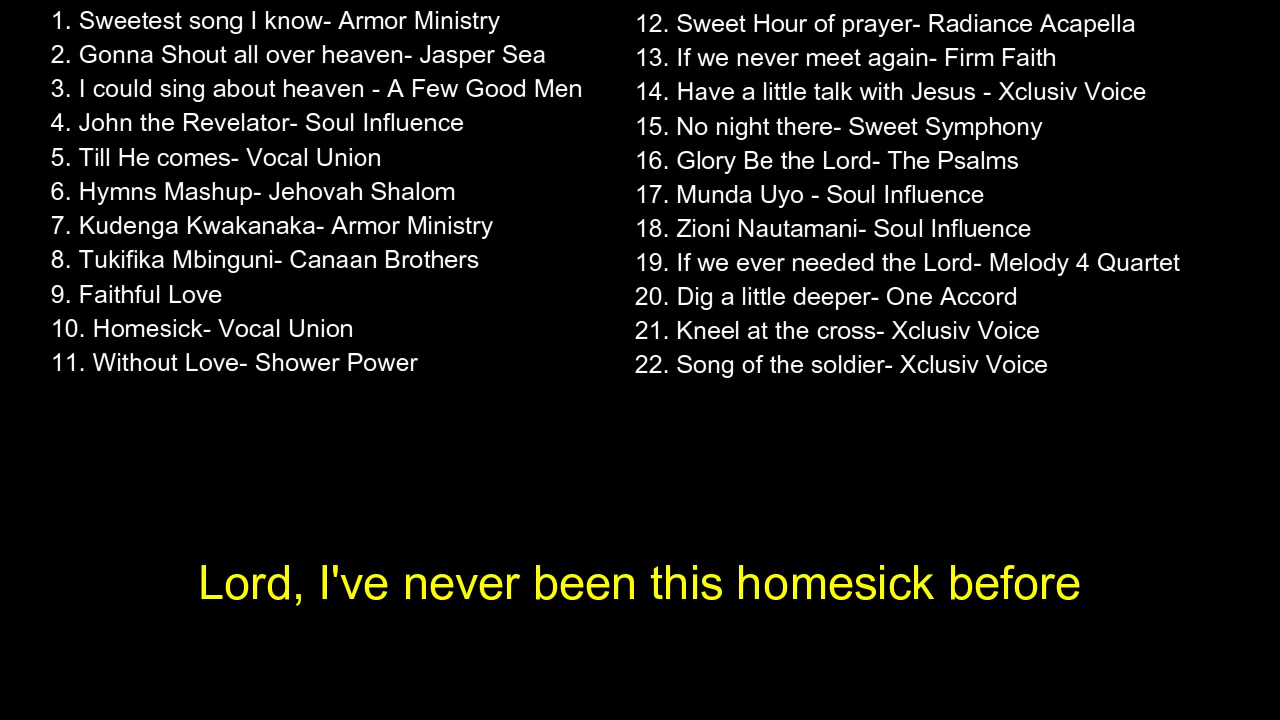 1. Sweetest song I know- Armor Ministry
2. Gonna Shout all over heaven- Jasper Sea
3. I could sing about heaven - A Few Good Men
4. John the Revelator- Soul Influence
5. Till He comes- Vocal Union
6. Hymns Mashup- Jehovah Shalom
7. Kudenga Kwakanaka- Armor Ministry
8. Tukifika Mbinguni- Canaan Brothers
9. Faithful Love
10. Homesick- Vocal Union
11. Without Love- Shower Power
12. Sweet Hour of prayer- Radiance Acapella
13. If we never meet again- Firm Faith
14. Have a little talk with Jesus - Xclusiv Voice
15. No night there- Sweet Symphony
16. Glory Be the Lord- The Psalms
17. Munda Uyo - Soul Influence
18. Zioni Nautamani- Soul Influence
19. If we ever needed the Lord- Melody 4 Quartet
20. Dig a little deeper- One Accord
21. Kneel at the cross- Xclusiv Voice
22. Song of the soldier- Xclusiv Voice
Lord, I've never been this homesick before